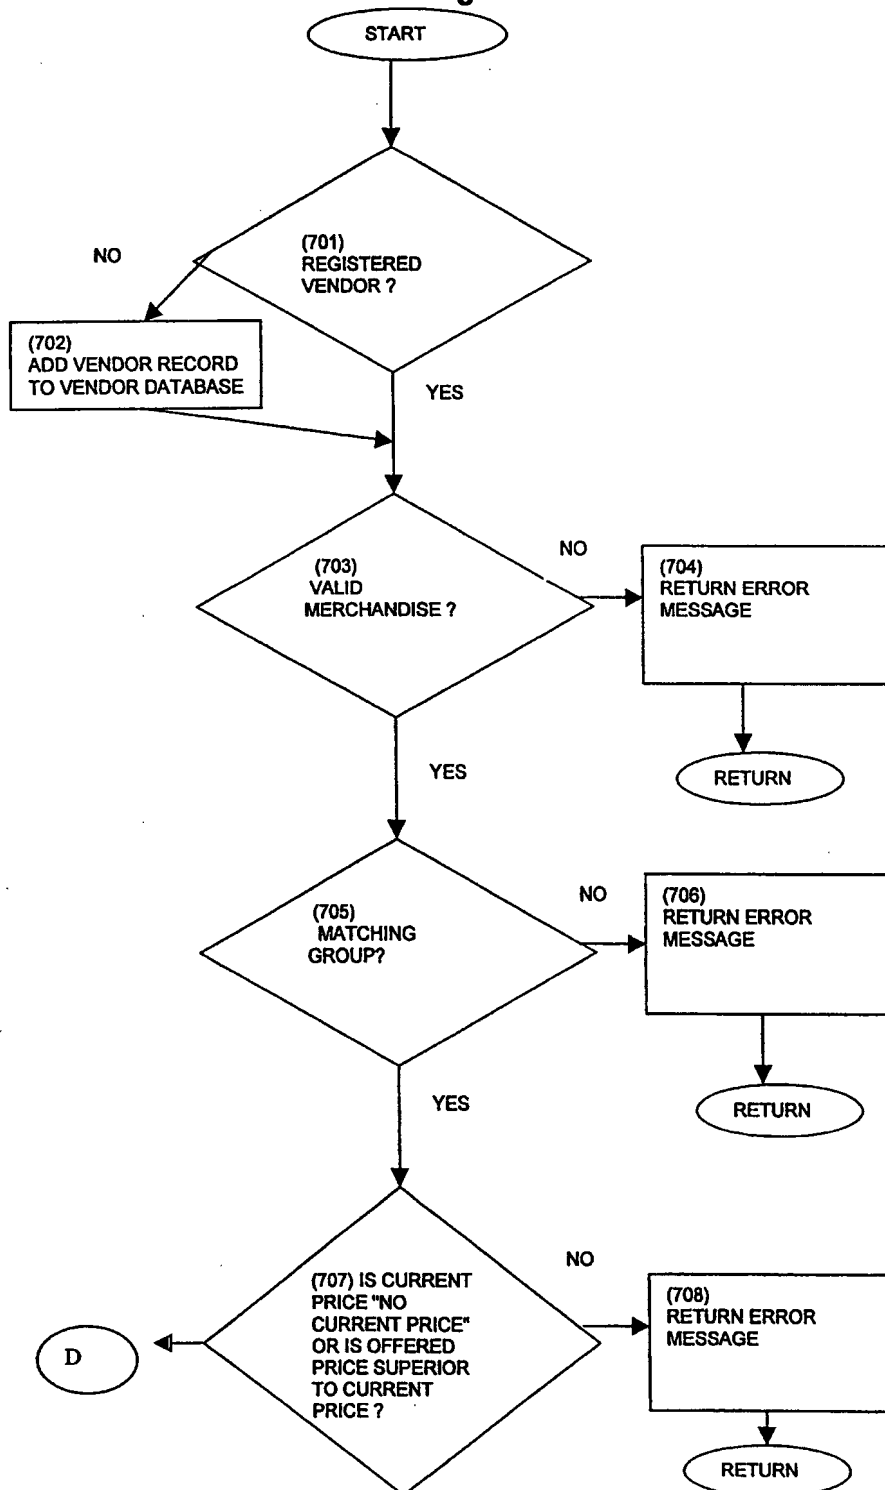 START
(701)
REGISTERED
VENDOR ?
NO
(702)
ADD VENDOR RECORD
TO VENDOR DATABASE
YES
(703)
VALID
MERCHANDISE ?
NO
(704)
RETURN ERROR
MESSAGE
RETURN
YES
(705)
MATCHING
GROUP?
NO
(706)
RETURN ERROR
MESSAGE
RETURN
YES
(707) IS CURRENT
PRICE "NO
CURRENT PRICE"
OR IS OFFERED
PRICE SUPERIOR
TO CURRENT
PRICE ?
NO
(708)
RETURN ERROR
MESSAGE
D
RETURN